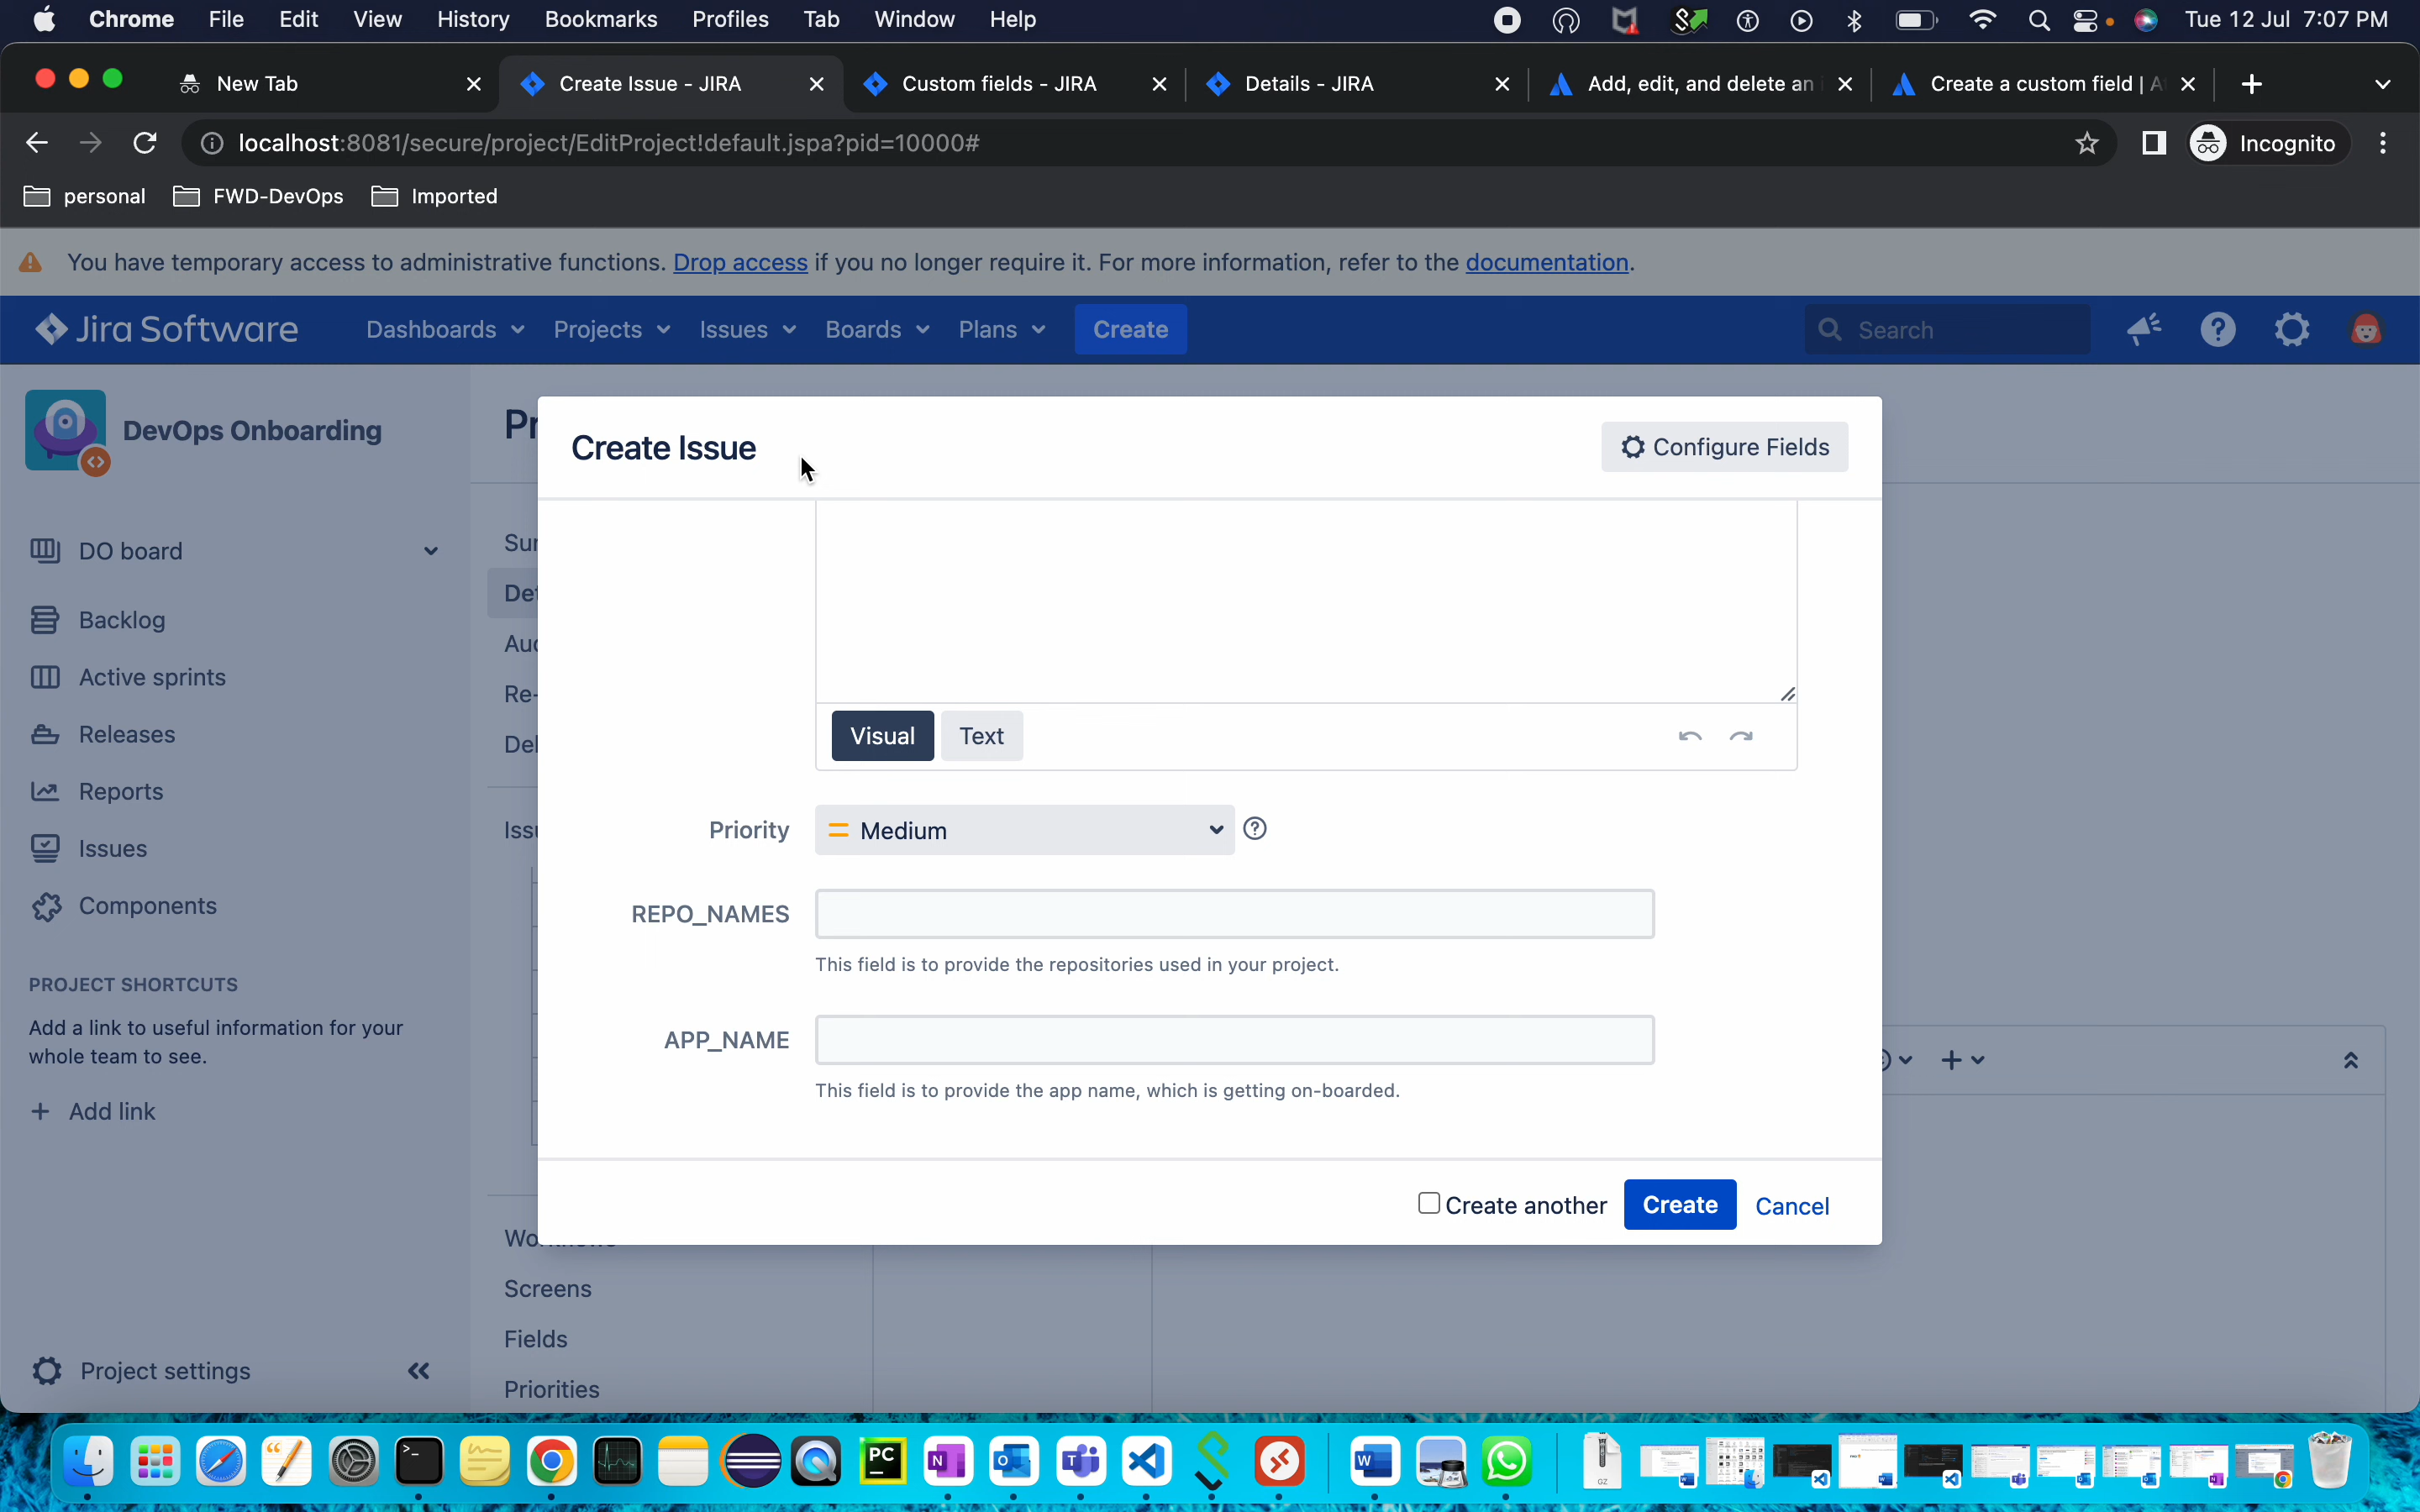 Chrome File Edit View History Bookmarks Profiles Tab Window Help Tue 12 Jul 7:07 PM
New Tab Create Issue - JIRA Custom fields - JIRA Details - JIRA Add, edit, and delete an Create a custom field | A
localhost:8081/secure/project/EditProject!default.jspa?pid=10000# Incognito
personal FWD-DevOps Imported
You have temporary access to administrative functions. Drop access if you no longer require it. For more information, refer to the documentation.
Jira Software Dashboards Projects Issues Boards Plans Create Search
DevOps Onboarding
DO board
Backlog
Active sprints
Releases
Reports
Issues
Components
PROJECT SHORTCUTS
Add a link to useful information for your
whole team to see.
+ Add link
Project settings
Create Issue Configure Fields
Visual Text
Priority Medium
REPO_NAMES
This field is to provide the repositories used in your project.
APP_NAME
This field is to provide the app name, which is getting on-boarded.
Create another Create Cancel
Screens
Fields
Priorities